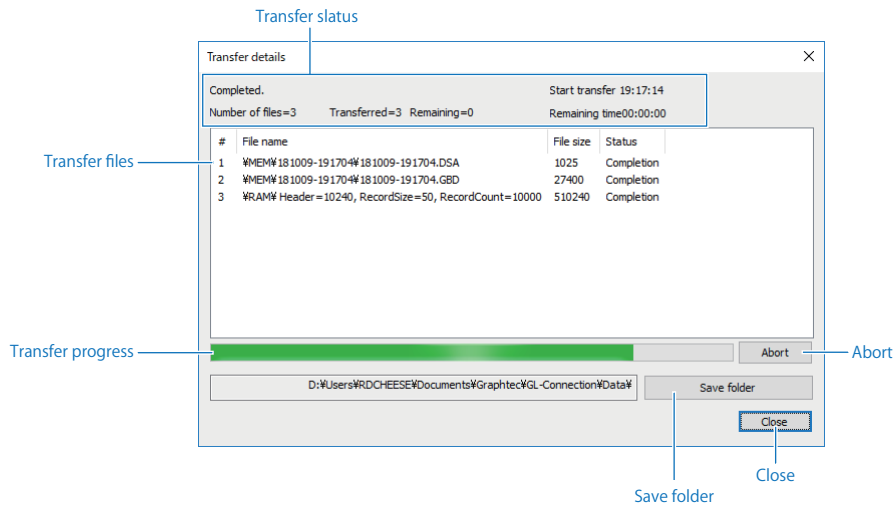 Transfer slatus
Transfer details
Completed. Start transfer 19:17:14
Number of files=3 Transferred=3 Remaining=0 Remaining time00:00:00
# File name File size Status
Transfer files 1 ¥MEM¥181009-191704¥181009-191704.DSA 1025 Completion
2 ¥MEM¥181009-191704¥181009-191704.GBD 27400 Completion
3 ¥RAM¥ Header=10240, RecordSize=50, RecordCount=10000 510240 Completion
Transfer progress Abort Abort
D:¥Users¥RDCHEESE¥Documents¥Graphtec¥GL-Connection¥Data¥ Save folder
Close
Close
Save folder